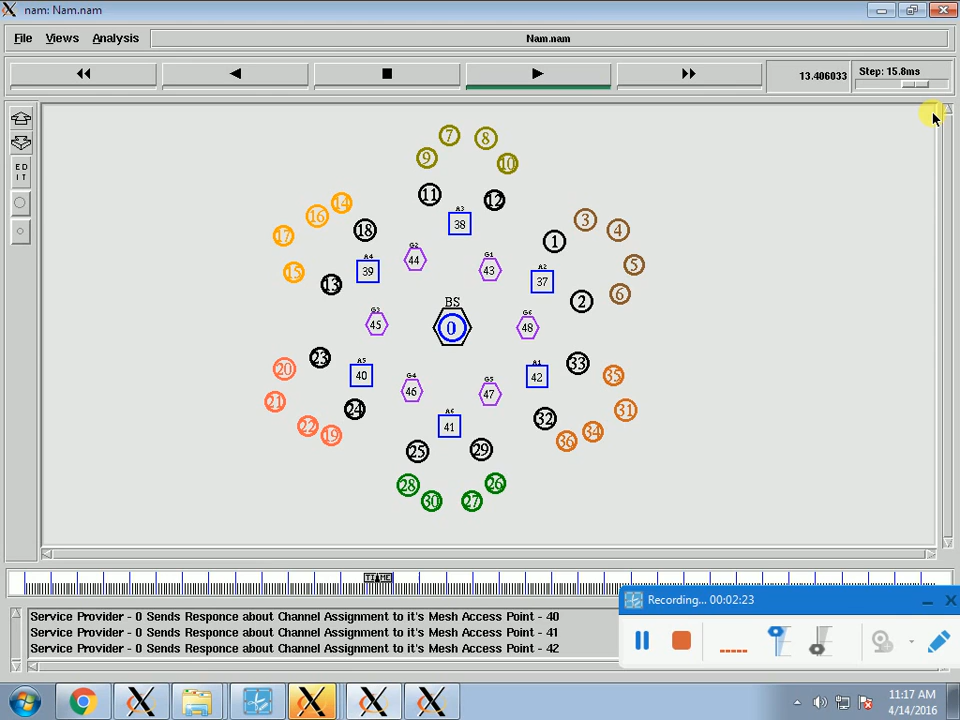 nam: Nam.nam
File Views Analysis Nam.nam
13.406033 Step: 15.8ms
ED
IT
7 8
9 10
11 12
14 16 17 15 18 13
A3
38
3 4 5 6 1 2
G2
44
G1
43
A4
39
A2
37
G3
45
BS
0
G6
48
20 21 22 19 23 24
A5
40
G4
46
G5
47
A1
42
33 35 31 34 36 32
A6
41
25 29
28 30 27 26
TIME
Service Provider - 0 Sends Responce about Channel Assignment to it's Mesh Access Point - 40
Service Provider - 0 Sends Responce about Channel Assignment to it's Mesh Access Point - 41
Service Provider - 0 Sends Responce about Channel Assignment to it's Mesh Access Point - 42
Recording... 00:02:23
11:17 AM
4/14/2016